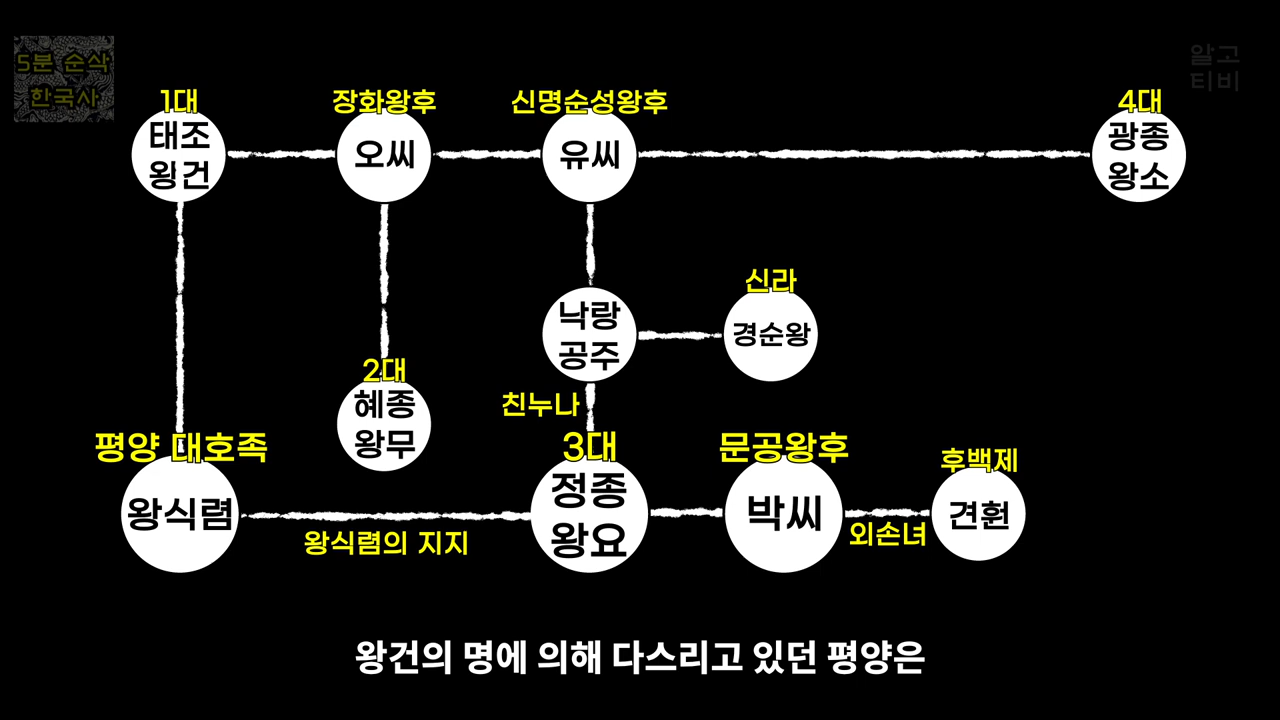 5분 순삭
한국사
알고
티비
1대
태조
왕건
장화왕후
오씨
신명순성왕후
유씨
4대
광종
왕소
신라
낙랑
공주
경순왕
2대
혜종
왕무
친누나
평양 대호족
왕식렴
왕식렴의 지지
3대
정종
왕요
문공왕후
박씨
외손녀
후백제
견훤
왕건의 명에 의해 다스리고 있던 평양은